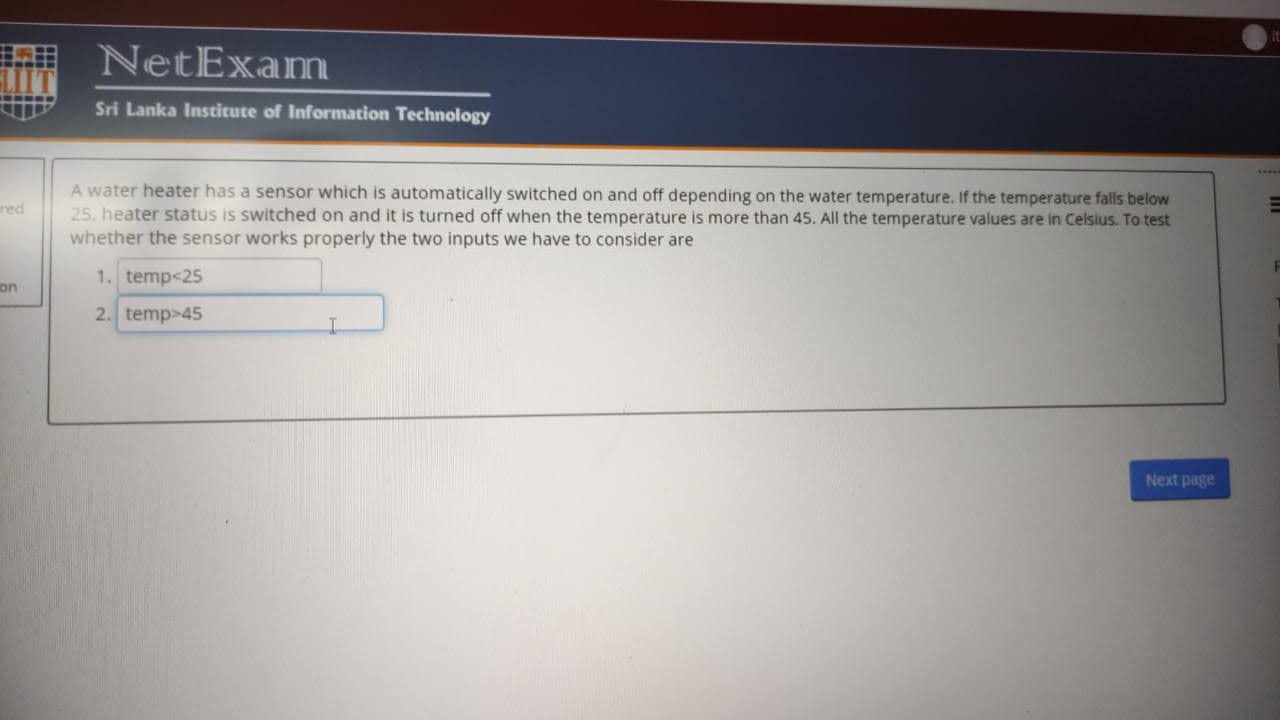 LIIT
NetExam
Sri Lanka Institute of Information Technology
red
on
A water heater has a sensor which is automatically switched on and off depending on the water temperature. If the temperature falls below
25, heater status is switched on and it is turned off when the temperature is more than 45. All the temperature values are in Celsius. To test
whether the sensor works properly the two inputs we have to consider are
1. temp<25
2. temp>45
Next page